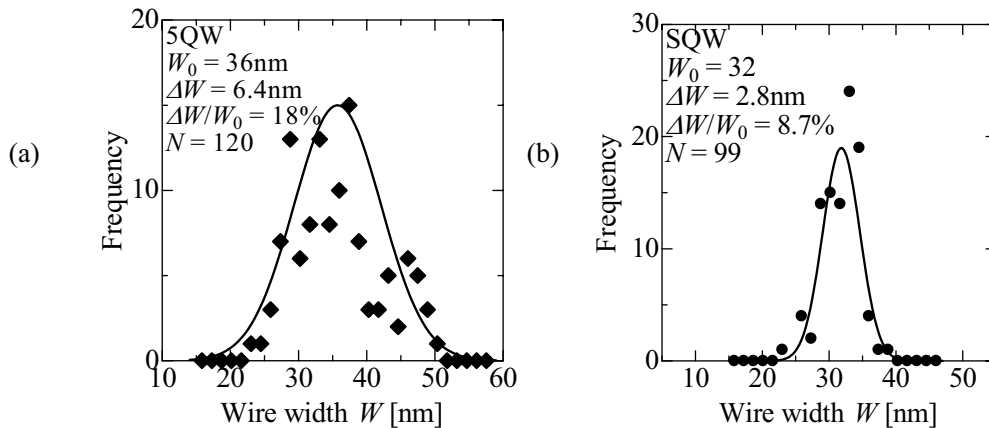 (a)
20
15
10
5
0
Frequency
5QW
W₀ = 36nm
ΔW = 6.4nm
ΔW/W₀ = 18%
N = 120
10 20 30 40 50 60
Wire width W [nm]
(b)
30
20
10
0
Frequency
SQW
W₀ = 32
ΔW = 2.8nm
ΔW/W₀ = 8.7%
N = 99
10 20 30 40 50
Wire width W [nm]